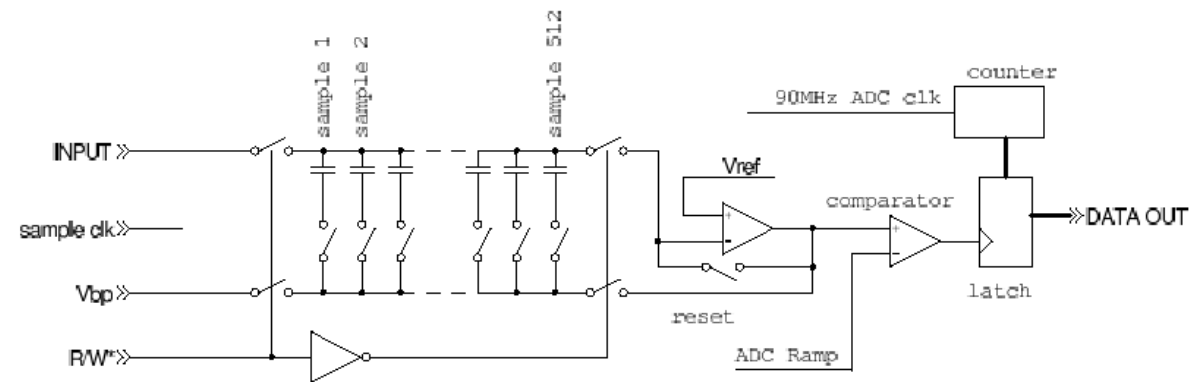 sample 1
sample 2
sample 512
counter
90MHz ADC clk
INPUT
Vref
comparator
DATA OUT
sample clk
Vbp
latch
reset
R/W*
ADC Ramp
+
-
+
-